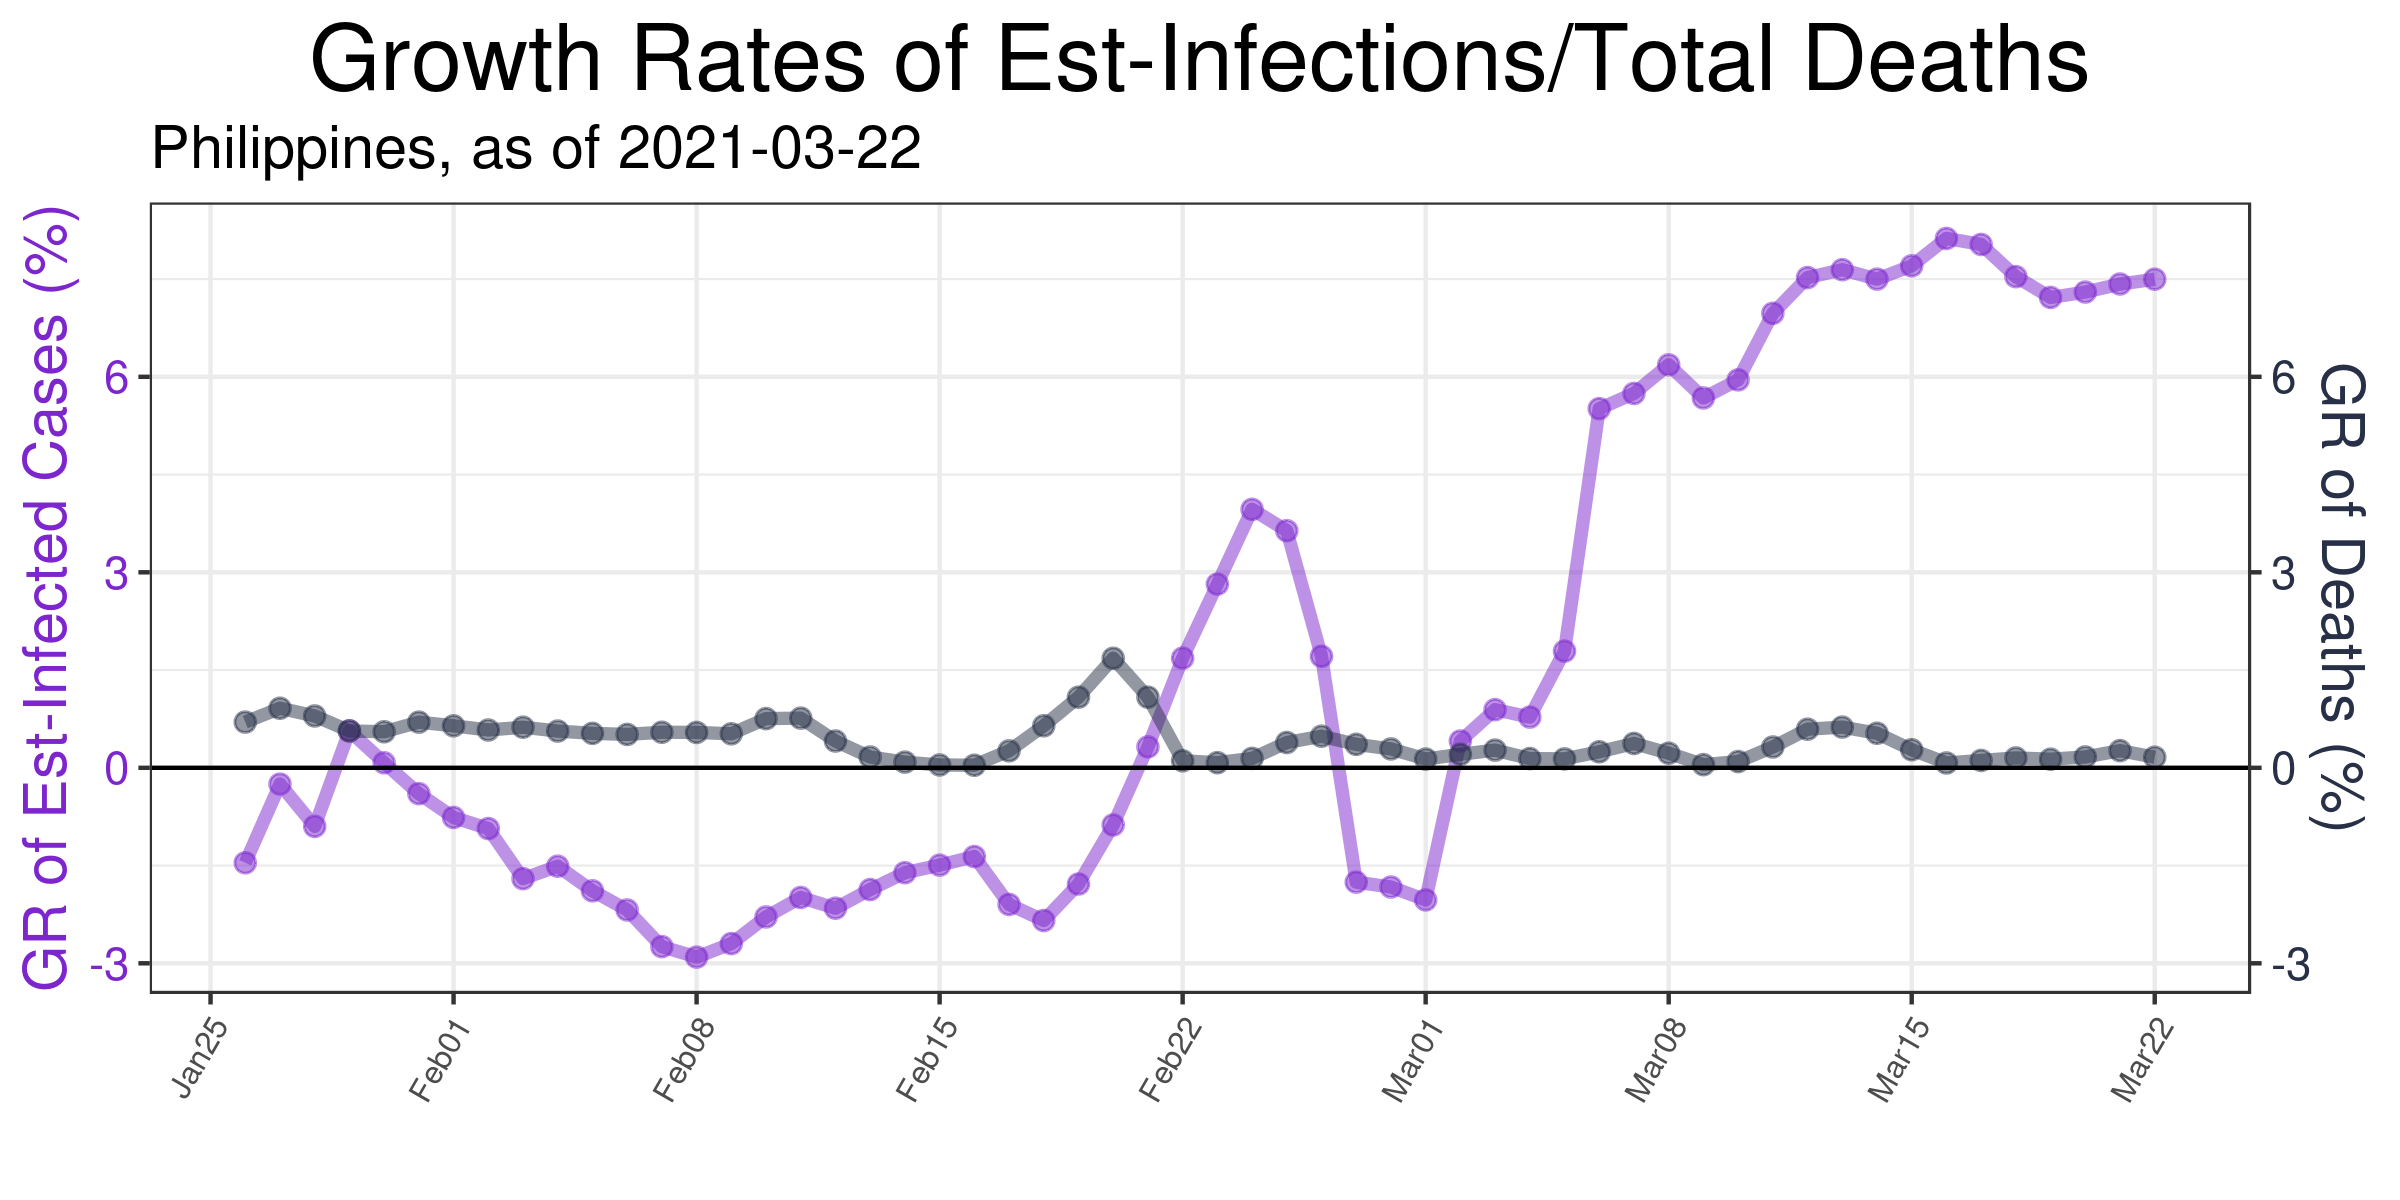 Growth Rates of Est-Infections/Total Deaths
Philippines, as of 2021-03-22
GR of Est-Infected Cases (%)
6
3
0
-3
6
3
0
-3
GR of Deaths (%)
Jan25
Feb01
Feb08
Feb15
Feb22
Mar01
Mar08
Mar15
Mar22